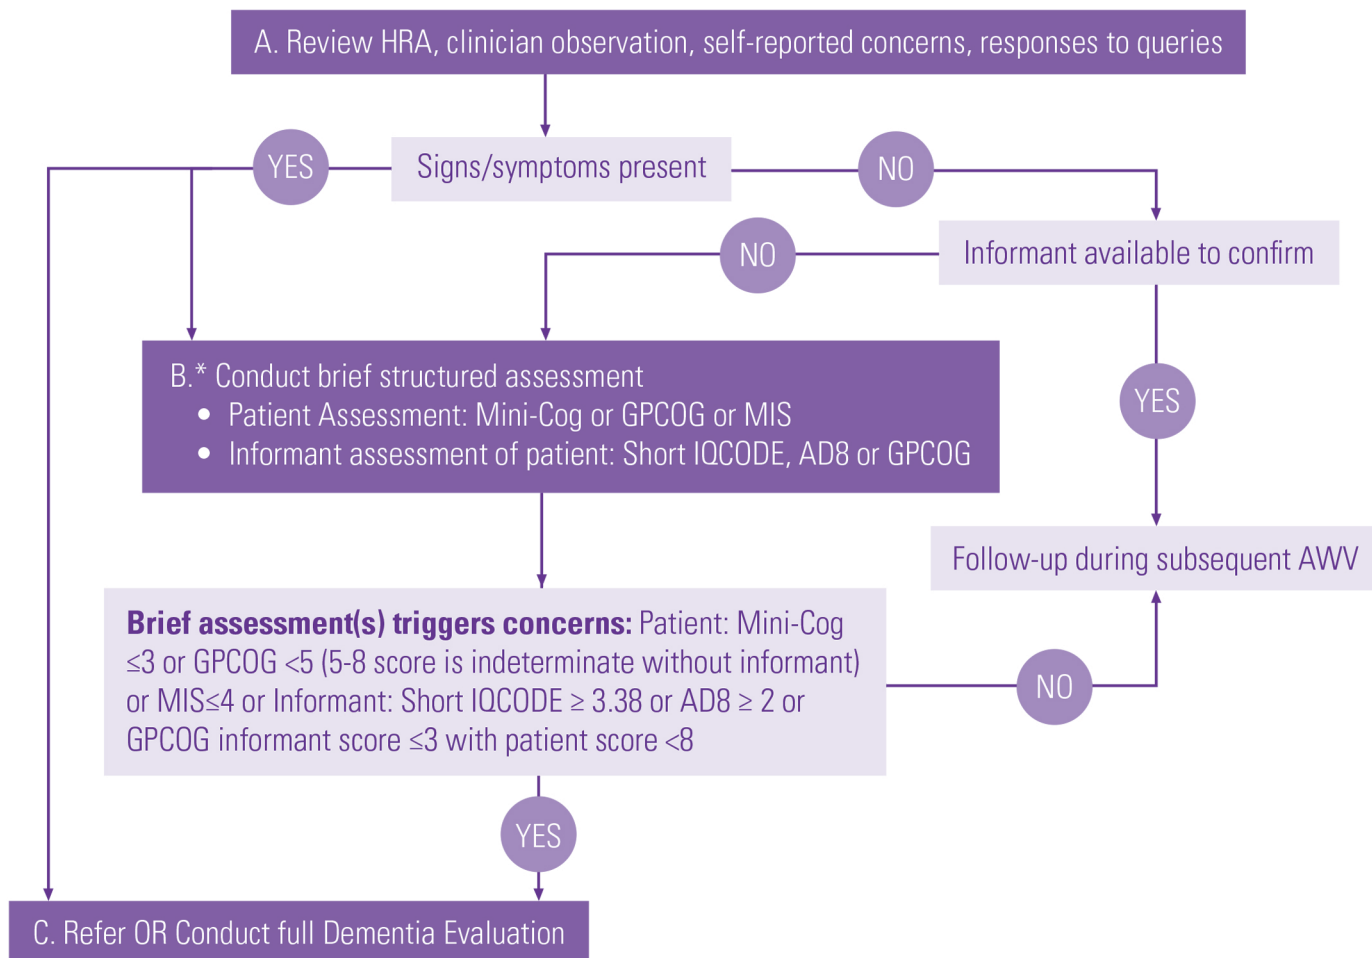 A. Review HRA, clinician observation, self-reported concerns, responses to queries
YES
Signs/symptoms present
NO
NO
Informant available to confirm
B.* Conduct brief structured assessment
• Patient Assessment: Mini-Cog or GPCOG or MIS
• Informant assessment of patient: Short IQCODE, AD8 or GPCOG
YES
Follow-up during subsequent AWV
Brief assessment(s) triggers concerns: Patient: Mini-Cog
≤3 or GPCOG <5 (5-8 score is indeterminate without informant)
or MIS≤4 or Informant: Short IQCODE ≥ 3.38 or AD8 ≥ 2 or
GPCOG informant score ≤3 with patient score <8
NO
YES
C. Refer OR Conduct full Dementia Evaluation